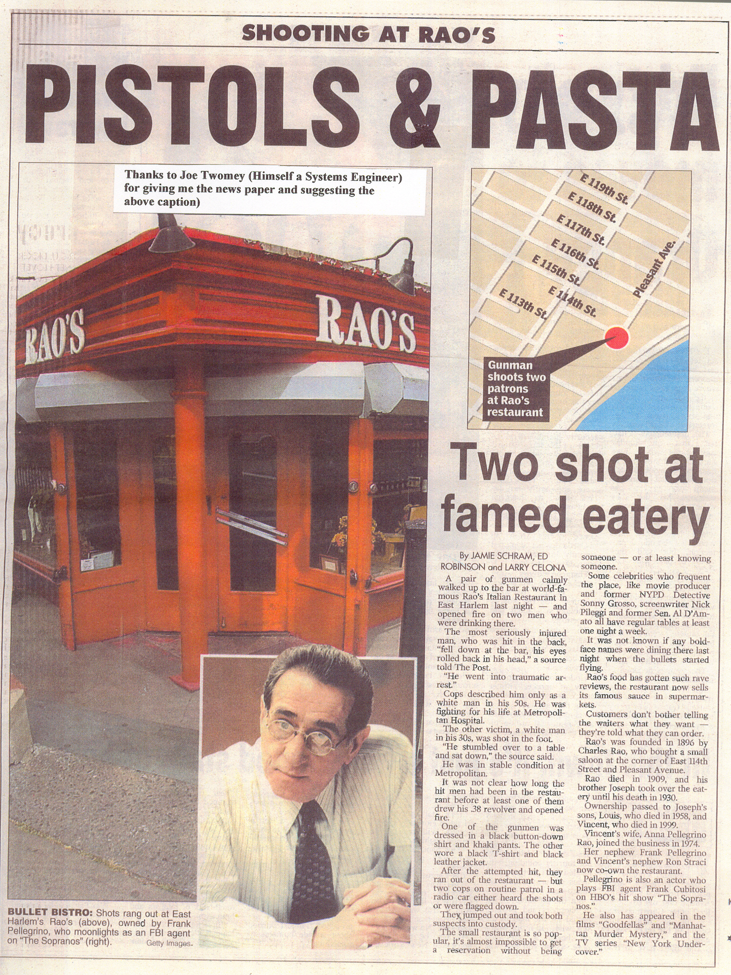 SHOOTING AT RAO'S
PISTOLS & PASTA
Thanks to Joe Twomey (Himself a Systems Engineer)
for giving me the news paper and suggesting the
above caption)
RAO'S
RAO'S
E 119th St.
E 118th St.
E 117th St.
E 116th St.
E 115th St.
E 114th St.
E 113th St.
Pleasant Ave.
Gunman
shoots two
patrons
at Rao's
restaurant
Two shot at
famed eatery
By JAMIE SCHRAM, ED
ROBINSON and LARRY CELONA
A pair of gunmen calmly
walked up to the bar at world-fa-
mous Rao's Italian Restaurant in
East Harlem last night — and
opened fire on two men who
were drinking there.
The most seriously injured
man, who was hit in the back,
"fell down at the bar, his eyes
rolled back in his head," a source
told The Post.
"He went into traumatic ar-
rest."
Cops described him only as a
white man in his 50s. He was
fighting for his life at Metropoli-
tan Hospital.
The other victim, a white man
in his 30s, was shot in the foot.
"He stumbled over to a table
and sat down," the source said.
He was in stable condition at
Metropolitan.
It was not clear how long the
hit men had been in the restau-
rant before at least one of them
drew his .38 revolver and opened
fire.
One of the gunmen was
dressed in a black button-down
shirt and khaki pants. The other
wore a black T-shirt and black
leather jacket.
After the attempted hit, they
ran out of the restaurant — but
two cops on routine patrol in a
radio car either heard the shots
or were flagged down.
They jumped out and took both
suspects into custody.
The small restaurant is so pop-
ular, it's almost impossible to get
a reservation without being
someone — or at least knowing
someone.
Some celebrities who frequent
the place, like movie producer
and former NYPD Detective
Sonny Grosso, screenwriter Nick
Pileggi and former Sen. Al D'Am-
ato all have regular tables at least
one night a week.
It was not known if any bold-
face names were dining there last
night when the bullets started
flying.
Rao's food has gotten such rave
reviews, the restaurant now sells
its famous sauce in supermar-
kets.
Customers don't bother telling
the waiters what they want —
they're told what they can order.
Rao's was founded in 1896 by
Charles Rao, who bought a small
saloon at the corner of East 114th
Street and Pleasant Avenue.
Rao died in 1909, and his
brother Joseph took over the eat-
ery until his death in 1930.
Ownership passed to Joseph's
sons, Louis, who died in 1958, and
Vincent, who died in 1999.
Vincent's wife, Anna Pellegrino
Rao, joined the business in 1974.
Her nephew Frank Pellegrino
and Vincent's nephew Ron Straci
now co-own the restaurant.
Pellegrino is also an actor who
plays FBI agent Frank Cubitosi
on HBO's hit show "The Sopra-
nos."
He also has appeared in the
films "Goodfellas" and "Manhat-
tan Murder Mystery," and the
TV series "New York Under-
cover."
BULLET BISTRO: Shots rang out at East
Harlem's Rao's (above), owned by Frank
Pellegrino, who moonlights as an FBI agent
on "The Sopranos" (right).
Getty Images